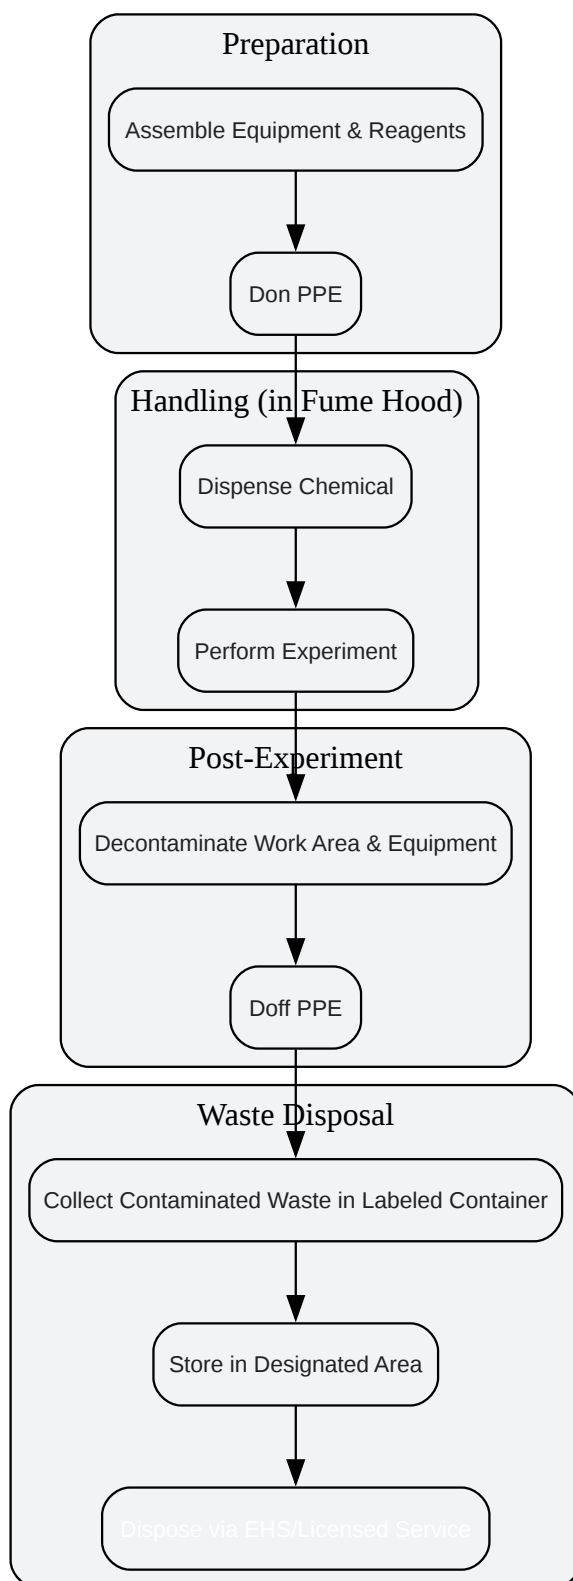 Preparation
Assemble Equipment & Reagents
Don PPE
Handling (in Fume Hood)
Dispense Chemical
Perform Experiment
Post-Experiment
Decontaminate Work Area & Equipment
Doff PPE
Waste Disposal
Collect Contaminated Waste in Labeled Container
Store in Designated Area
Dispose via EHS/Licensed Service